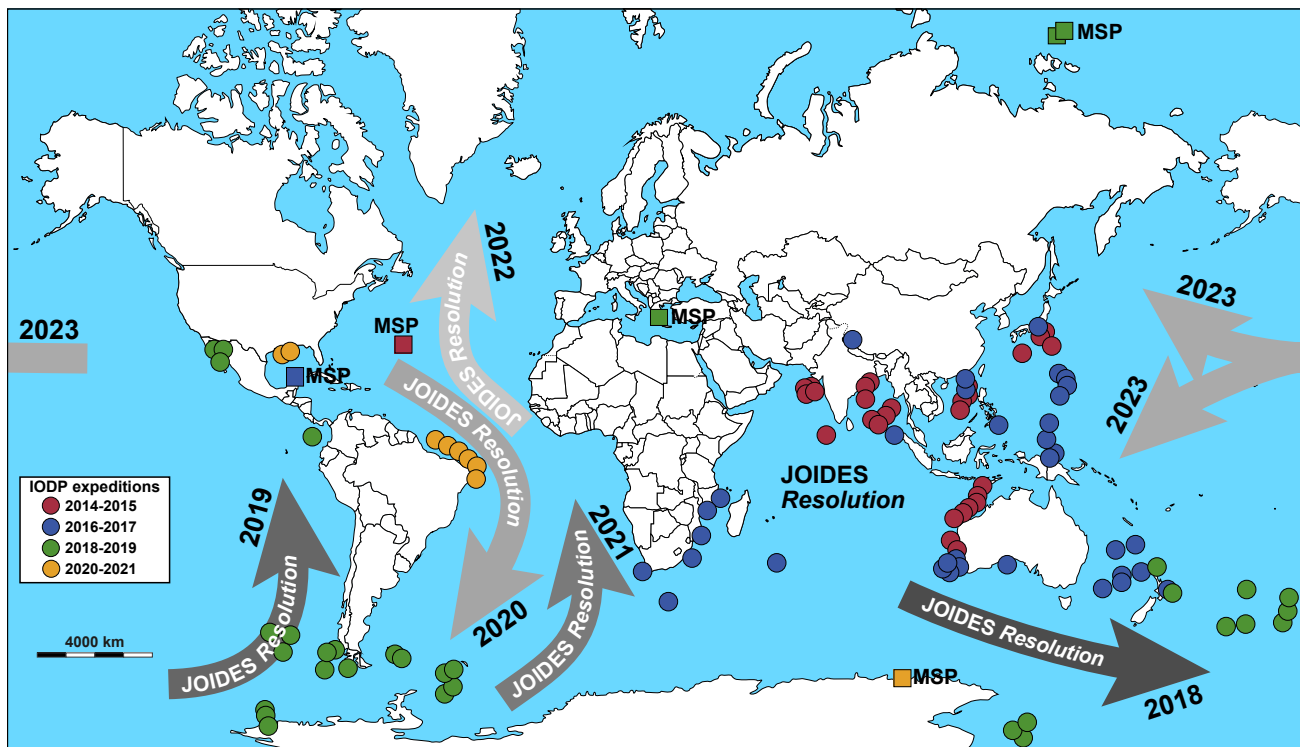 MSP
2022
JOIDES Resolution
2023
2023
MSP
MSP
MSP
2023
JOIDES Resolution
JOIDES
Resolution
IODP expeditions
2014-2015
2016-2017
2018-2019
2020-2021
2019
JOIDES Resolution
2021
JOIDES Resolution
2020
4000 km
JOIDES Resolution
MSP
2018